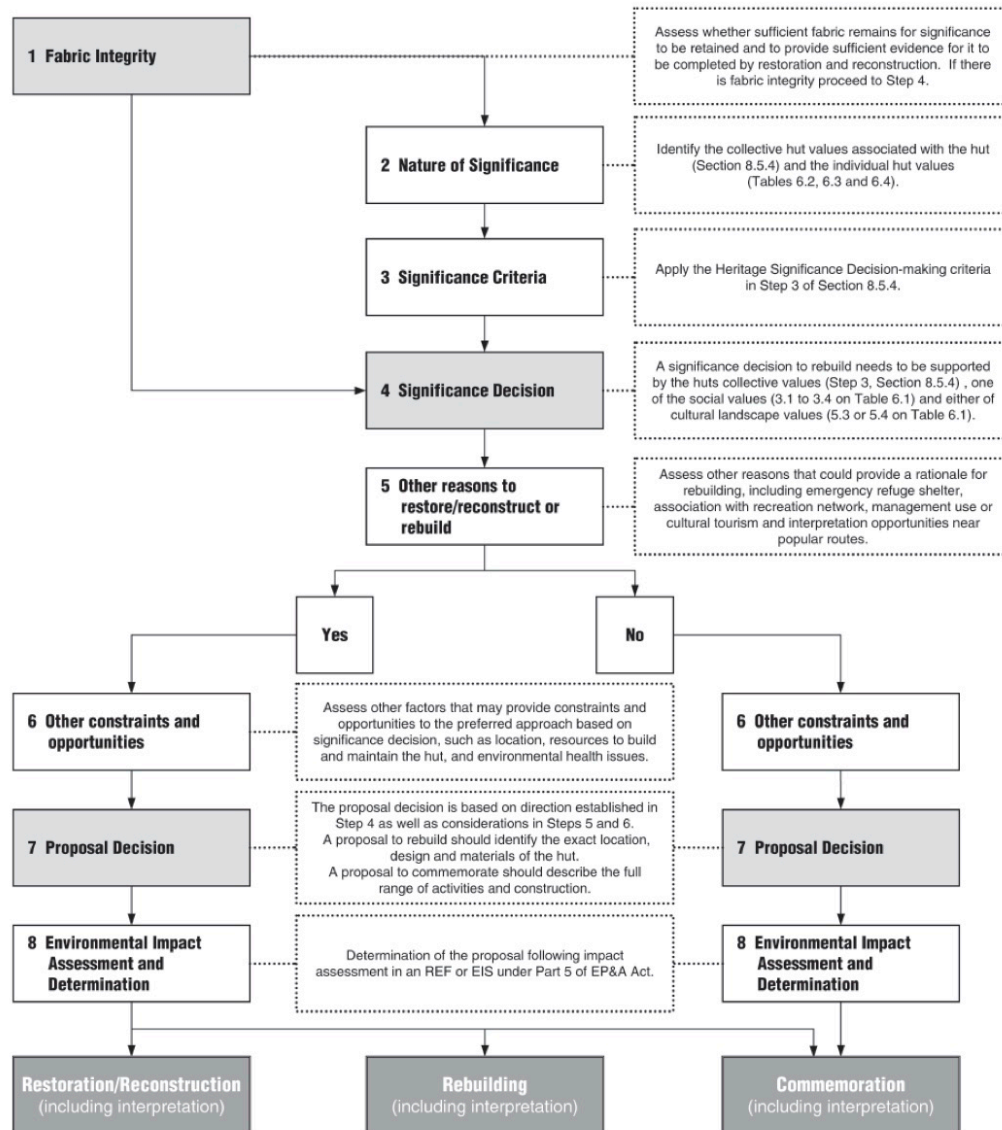 1 Fabric Integrity
Assess whether sufficient fabric remains for significance
to be retained and to provide sufficient evidence for it to
be completed by restoration and reconstruction. If there
is fabric integrity proceed to Step 4.
2 Nature of Significance
Identify the collective hut values associated with the hut
(Section 8.5.4) and the individual hut values
(Tables 6.2, 6.3 and 6.4).
3 Significance Criteria
Apply the Heritage Significance Decision-making criteria
in Step 3 of Section 8.5.4.
4 Significance Decision
A significance decision to rebuild needs to be supported
by the huts collective values (Step 3, Section 8.5.4) , one
of the social values (3.1 to 3.4 on Table 6.1) and either of
cultural landscape values (5.3 or 5.4 on Table 6.1).
5 Other reasons to
restore/reconstruct or
rebuild
Assess other reasons that could provide a rationale for
rebuilding, including emergency refuge shelter,
association with recreation network, management use or
cultural tourism and interpretation opportunities near
popular routes.
Yes
No
6 Other constraints and
opportunities
Assess other factors that may provide constraints and
opportunities to the preferred approach based on
significance decision, such as location, resources to build
and maintain the hut, and environmental health issues.
6 Other constraints and
opportunities
7 Proposal Decision
The proposal decision is based on direction established in
Step 4 as well as considerations in Steps 5 and 6.
A proposal to rebuild should identify the exact location,
design and materials of the hut.
A proposal to commemorate should describe the full
range of activities and construction.
7 Proposal Decision
8 Environmental Impact
Assessment and
Determination
Determination of the proposal following impact
assessment in an REF or EIS under Part 5 of EP&A Act.
8 Environmental Impact
Assessment and
Determination
Restoration/Reconstruction
(including interpretation)
Rebuilding
(including interpretation)
Commemoration
(including interpretation)